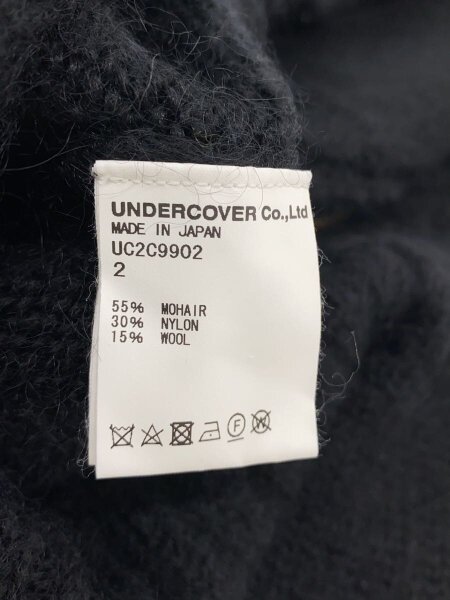 UNDERCOVER Co.,Ltd
MADE IN JAPAN
UC2C9902
2
55% MOHAIR
30% NYLON
15% WOOL
F
W